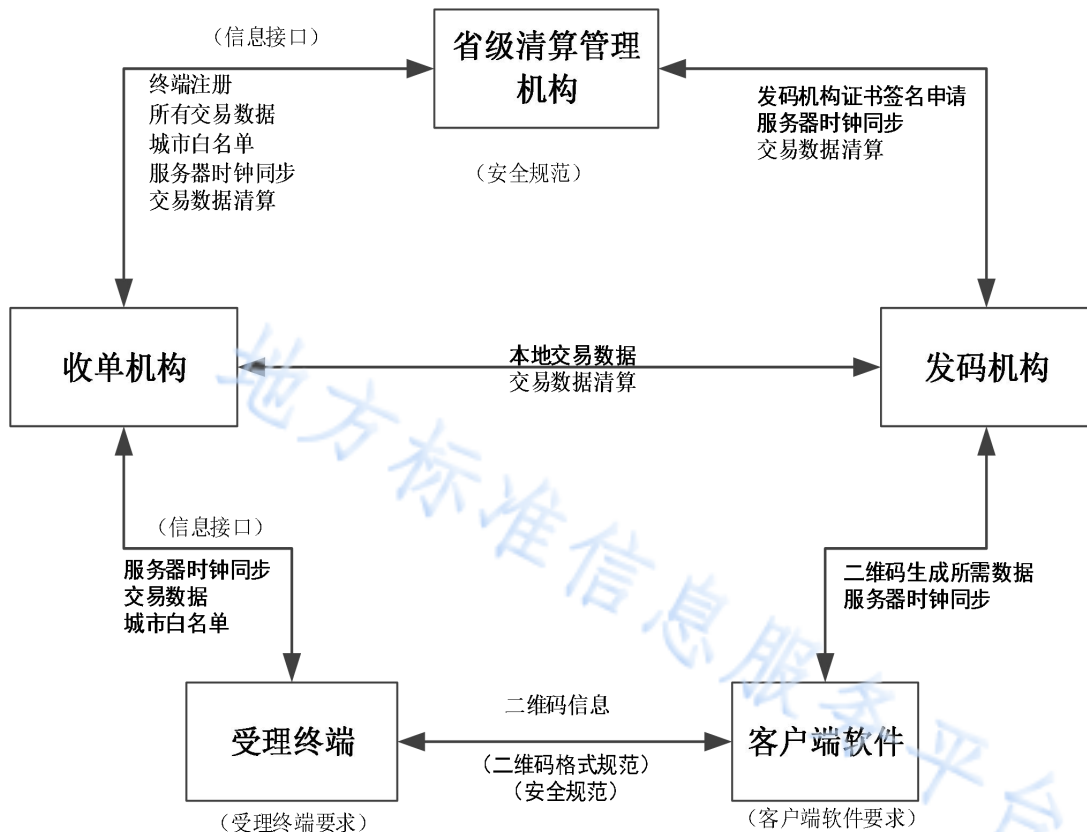 （信息接口）
省级清算管理
机构
终端注册
所有交易数据
城市白名单
服务器时钟同步
交易数据清算
发码机构证书签名申请
服务器时钟同步
交易数据清算
（安全规范）
收单机构
本地交易数据
交易数据清算
发码机构
（信息接口）
服务器时钟同步
交易数据
城市白名单
二维码生成所需数据
服务器时钟同步
受理终端
二维码信息
（二维码格式规范）
（安全规范）
客户端软件
（受理终端要求）
（客户端软件要求）
地方标准信息服务平台